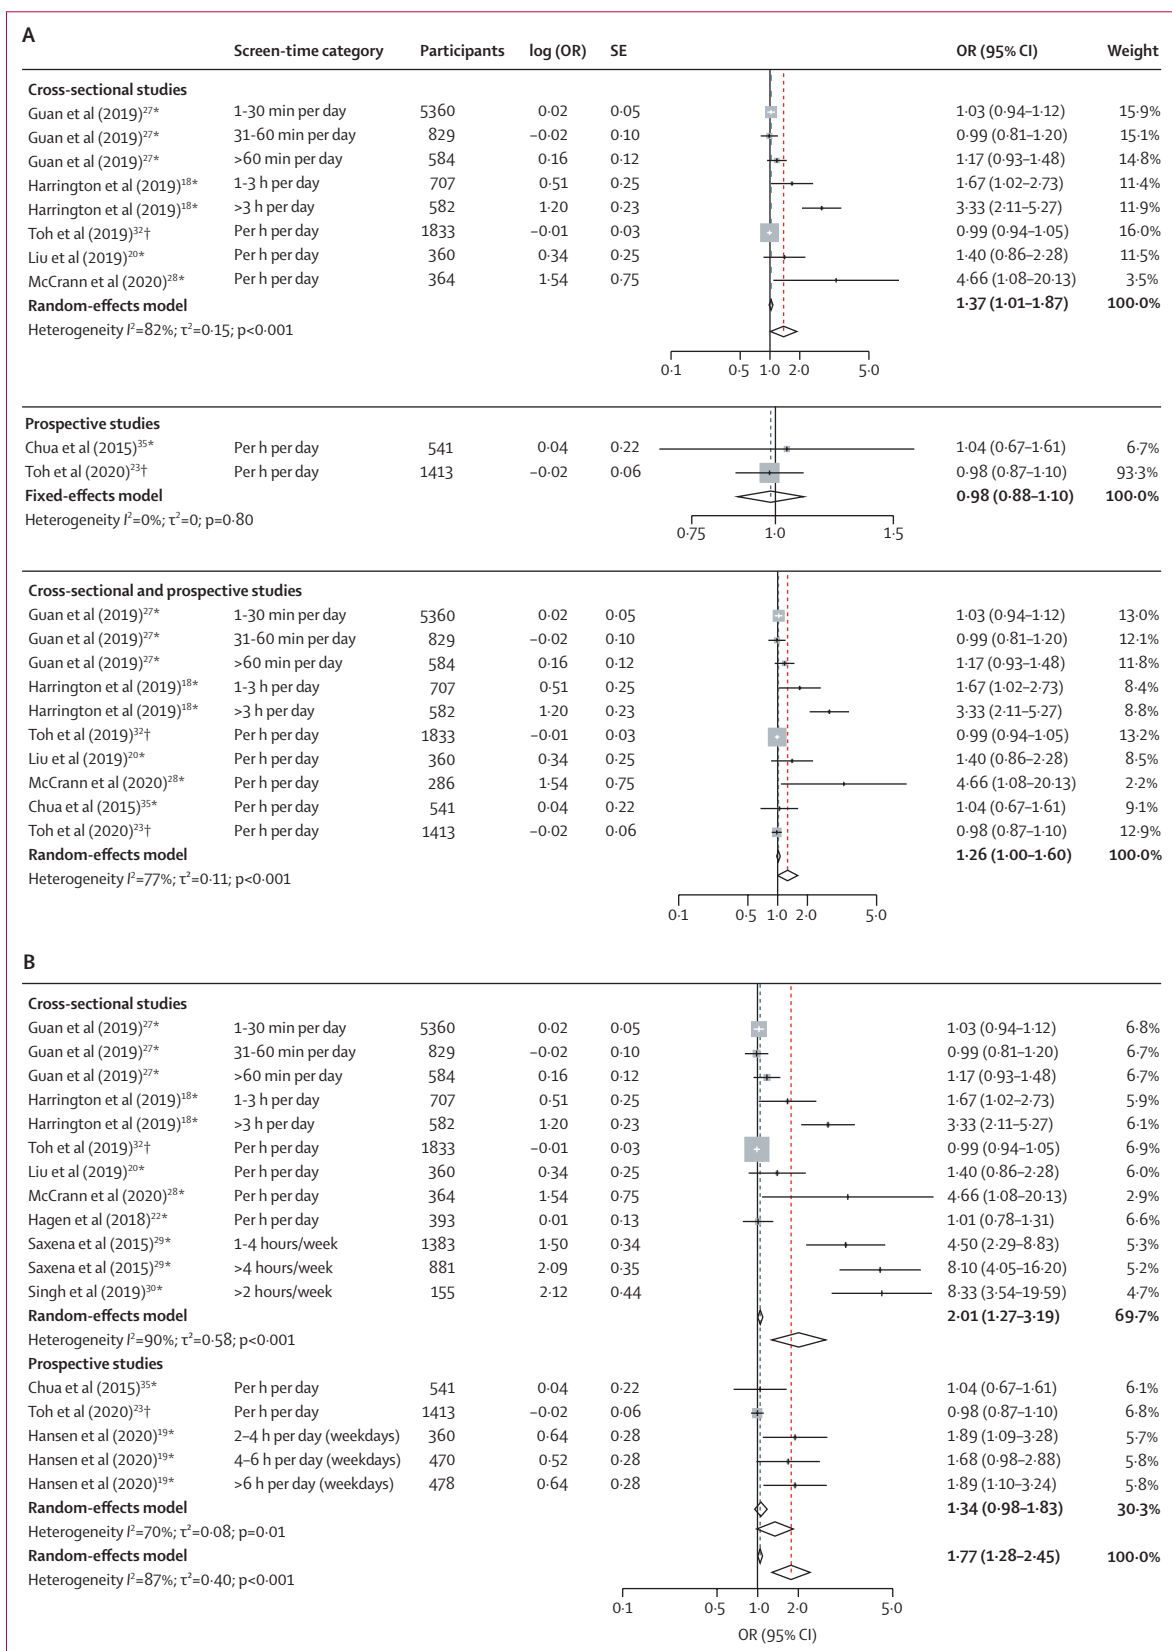 A
Screen-time category Participants log (OR) SE OR (95% CI) Weight
Cross-sectional studies
Guan et al (2019)²⁷* 1-30 min per day 5360 0·02 0·05 1·03 (0·94–1·12) 15·9%
Guan et al (2019)²⁷* 31-60 min per day 829 –0·02 0·10 0·99 (0·81–1·20) 15·1%
Guan et al (2019)²⁷* >60 min per day 584 0·16 0·12 1·17 (0·93–1·48) 14·8%
Harrington et al (2019)¹⁸* 1-3 h per day 707 0·51 0·25 1·67 (1·02–2·73) 11·4%
Harrington et al (2019)¹⁸* >3 h per day 582 1·20 0·23 3·33 (2·11–5·27) 11·9%
Toh et al (2019)³²† Per h per day 1833 –0·01 0·03 0·99 (0·94–1·05) 16·0%
Liu et al (2019)²⁰* Per h per day 360 0·34 0·25 1·40 (0·86–2·28) 11·5%
McCrann et al (2020)²⁸* Per h per day 364 1·54 0·75 4·66 (1·08–20·13) 3·5%
Random-effects model 1·37 (1·01–1·87) 100·0%
Heterogeneity I²=82%; τ²=0·15; p<0·001
0·1 0·5 1·0 2·0 5·0
Prospective studies
Chua et al (2015)³⁵* Per h per day 541 0·04 0·22 1·04 (0·67–1·61) 6·7%
Toh et al (2020)²³† Per h per day 1413 –0·02 0·06 0·98 (0·87–1·10) 93·3%
Fixed-effects model 0·98 (0·88–1·10) 100·0%
Heterogeneity I²=0%; τ²=0; p=0·80
0·75 1·0 1·5
Cross-sectional and prospective studies
Guan et al (2019)²⁷* 1-30 min per day 5360 0·02 0·05 1·03 (0·94–1·12) 13·0%
Guan et al (2019)²⁷* 31-60 min per day 829 –0·02 0·10 0·99 (0·81–1·20) 12·1%
Guan et al (2019)²⁷* >60 min per day 584 0·16 0·12 1·17 (0·93–1·48) 11·8%
Harrington et al (2019)¹⁸* 1-3 h per day 707 0·51 0·25 1·67 (1·02–2·73) 8·4%
Harrington et al (2019)¹⁸* >3 h per day 582 1·20 0·23 3·33 (2·11–5·27) 8·8%
Toh et al (2019)³²† Per h per day 1833 –0·01 0·03 0·99 (0·94–1·05) 13·2%
Liu et al (2019)²⁰* Per h per day 360 0·34 0·25 1·40 (0·86–2·28) 8·5%
McCrann et al (2020)²⁸* Per h per day 286 1·54 0·75 4·66 (1·08–20·13) 2·2%
Chua et al (2015)³⁵* Per h per day 541 0·04 0·22 1·04 (0·67–1·61) 9·1%
Toh et al (2020)²³† Per h per day 1413 –0·02 0·06 0·98 (0·87–1·10) 12·9%
Random-effects model 1·26 (1·00–1·60) 100·0%
Heterogeneity I²=77%; τ²=0·11; p<0·001
0·1 0·5 1·0 2·0 5·0
B
Cross-sectional studies
Guan et al (2019)²⁷* 1-30 min per day 5360 0·02 0·05 1·03 (0·94–1·12) 6·8%
Guan et al (2019)²⁷* 31-60 min per day 829 –0·02 0·10 0·99 (0·81–1·20) 6·7%
Guan et al (2019)²⁷* >60 min per day 584 0·16 0·12 1·17 (0·93–1·48) 6·7%
Harrington et al (2019)¹⁸* 1-3 h per day 707 0·51 0·25 1·67 (1·02–2·73) 5·9%
Harrington et al (2019)¹⁸* >3 h per day 582 1·20 0·23 3·33 (2·11–5·27) 6·1%
Toh et al (2019)³²† Per h per day 1833 –0·01 0·03 0·99 (0·94–1·05) 6·9%
Liu et al (2019)²⁰* Per h per day 360 0·34 0·25 1·40 (0·86–2·28) 6·0%
McCrann et al (2020)²⁸* Per h per day 364 1·54 0·75 4·66 (1·08–20·13) 2·9%
Hagen et al (2018)²²* Per h per day 393 0·01 0·13 1·01 (0·78–1·31) 6·6%
Saxena et al (2015)²⁹* 1-4 hours/week 1383 1·50 0·34 4·50 (2·29–8·83) 5·3%
Saxena et al (2015)²⁹* >4 hours/week 881 2·09 0·35 8·10 (4·05–16·20) 5·2%
Singh et al (2019)³⁰* >2 hours/week 155 2·12 0·44 8·33 (3·54–19·59) 4·7%
Random-effects model 2·01 (1·27–3·19) 69·7%
Heterogeneity I²=90%; τ²=0·58; p<0·001
Prospective studies
Chua et al (2015)³⁵* Per h per day 541 0·04 0·22 1·04 (0·67–1·61) 6·1%
Toh et al (2020)²³† Per h per day 1413 –0·02 0·06 0·98 (0·87–1·10) 6·8%
Hansen et al (2020)¹⁹* 2–4 h per day (weekdays) 360 0·64 0·28 1·89 (1·09–3·28) 5·7%
Hansen et al (2020)¹⁹* 4–6 h per day (weekdays) 470 0·52 0·28 1·68 (0·98–2·88) 5·8%
Hansen et al (2020)¹⁹* >6 h per day (weekdays) 478 0·64 0·28 1·89 (1·10–3·24) 5·8%
Random-effects model 1·34 (0·98–1·83) 30·3%
Heterogeneity I²=70%; τ²=0·08; p=0·01
Random-effects model 1·77 (1·28–2·45) 100·0%
Heterogeneity I²=87%; τ²=0·40; p<0·001
0·1 0·5 1·0 2·0 5·0
OR (95% CI)